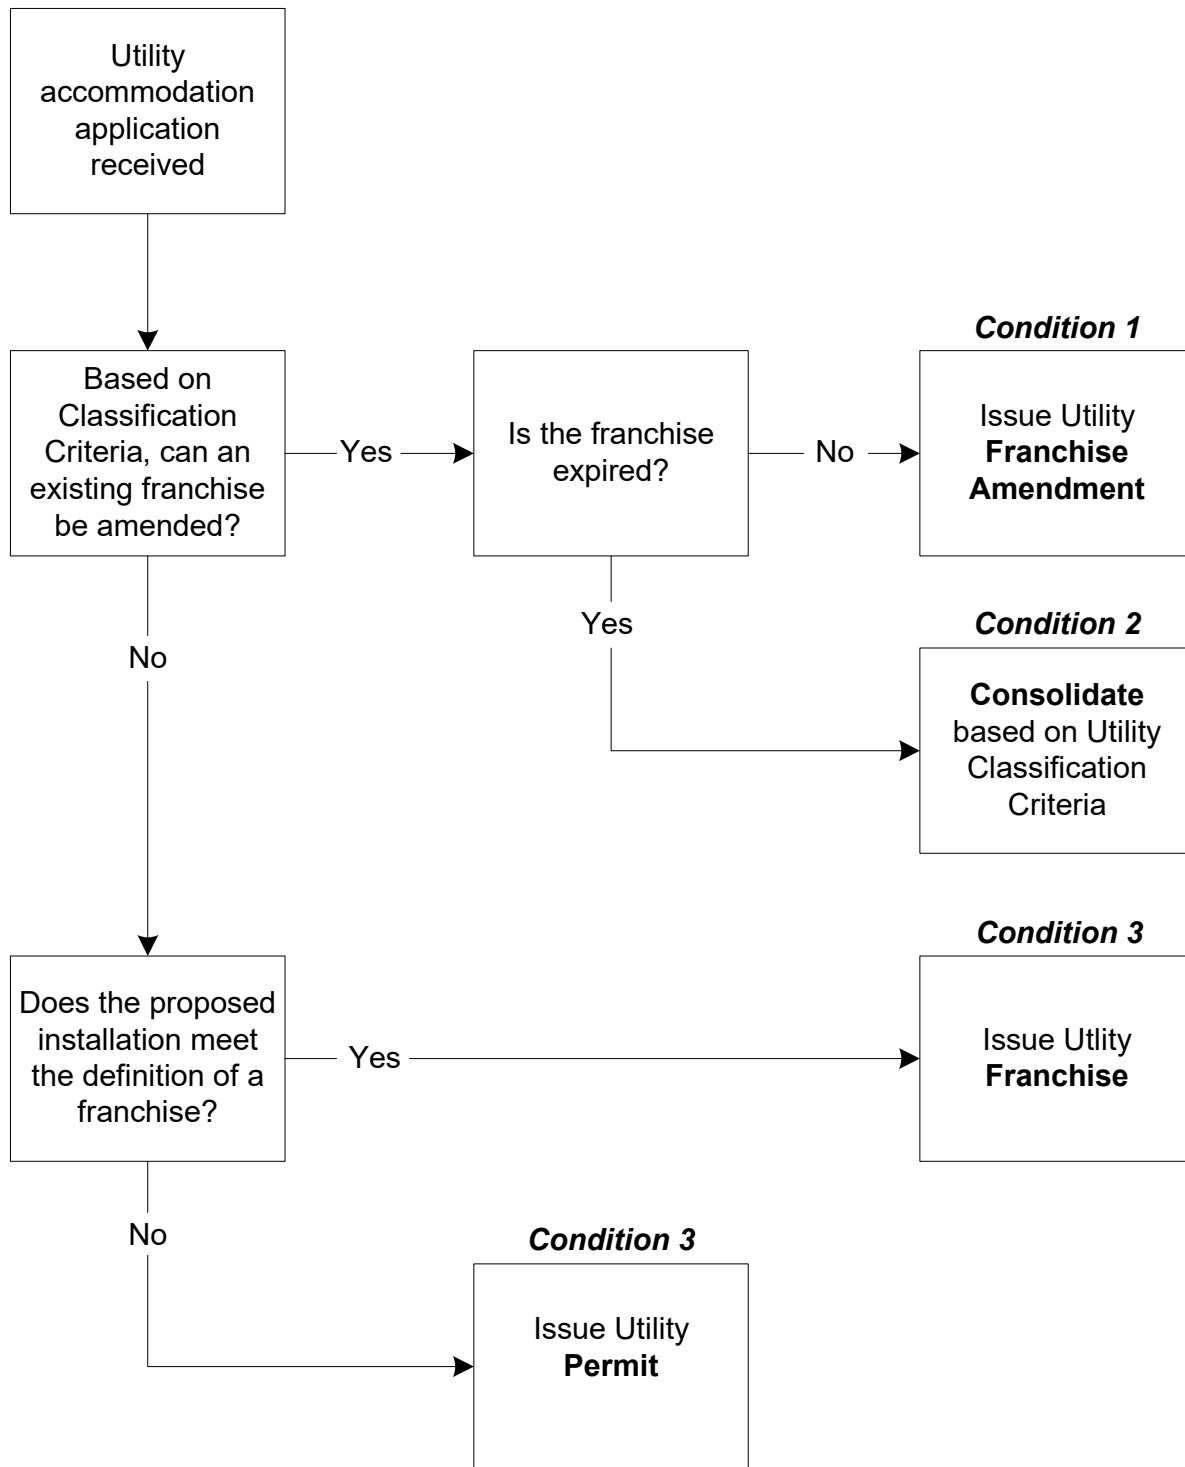 Utility
accommodation
application
received
Condition 1
Based on
Classification
Criteria, can an
existing franchise
be amended?
Yes
Is the franchise
expired?
No
Issue Utility
Franchise
Amendment
Yes
Condition 2
No
Consolidate
based on Utility
Classification
Criteria
Condition 3
Does the proposed
installation meet
the definition of a
franchise?
Yes
Issue Utlity
Franchise
No
Condition 3
Issue Utility
Permit